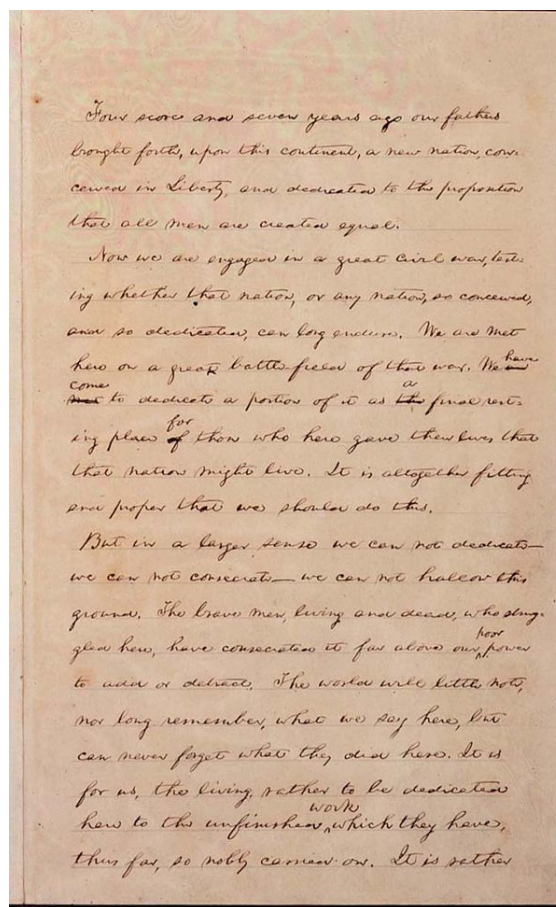 Four score and seven years ago our fathers
brought forth, upon this continent, a new nation, con-
ceived in Liberty, and dedicated to the proposition
that all men are created equal.
Now we are engaged in a great civil war, test-
ing whether that nation, or any nation, so conceived,
and so dedicated, can long endure. We are met
here on a great battle-field of that war. We have
come to dedicate a portion of it as a final rest-
ing place for those who here gave their lives that
that nation might live. It is altogether fitting
and proper that we should do this.
But in a larger sense we can not dedicate—
we can not consecrate— we can not hallow this
ground. The brave men, living and dead, who strug-
gled here, have consecrated it far above our poor power
to add or detract. The world will little note,
nor long remember, what we say here, but
can never forget what they did here. It is
for us, the living, rather to be dedicated
here to the unfinished work which they have,
thus far, so nobly carried on. It is rather